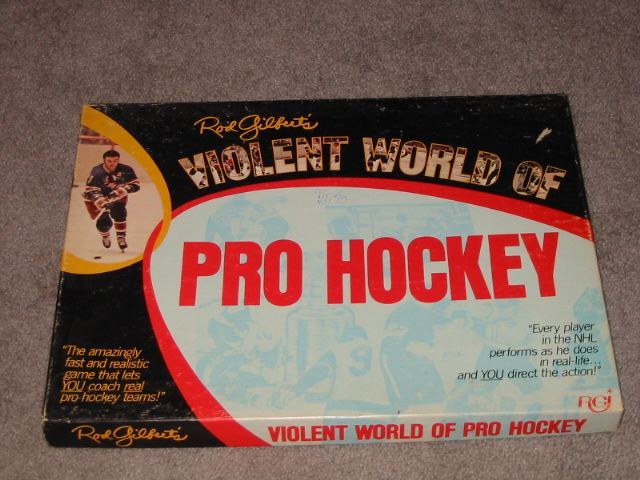 Rod Gilbert's
VIOLENT WORLD OF
PRO HOCKEY
"Every player
in the NHL
performs as he does
in real-life...
and YOU direct the action!"
"The amazingly
fast and realistic
game that lets
YOU coach real
pro hockey teams!"
RGI
Rod Gilbert's
VIOLENT WORLD OF PRO HOCKEY